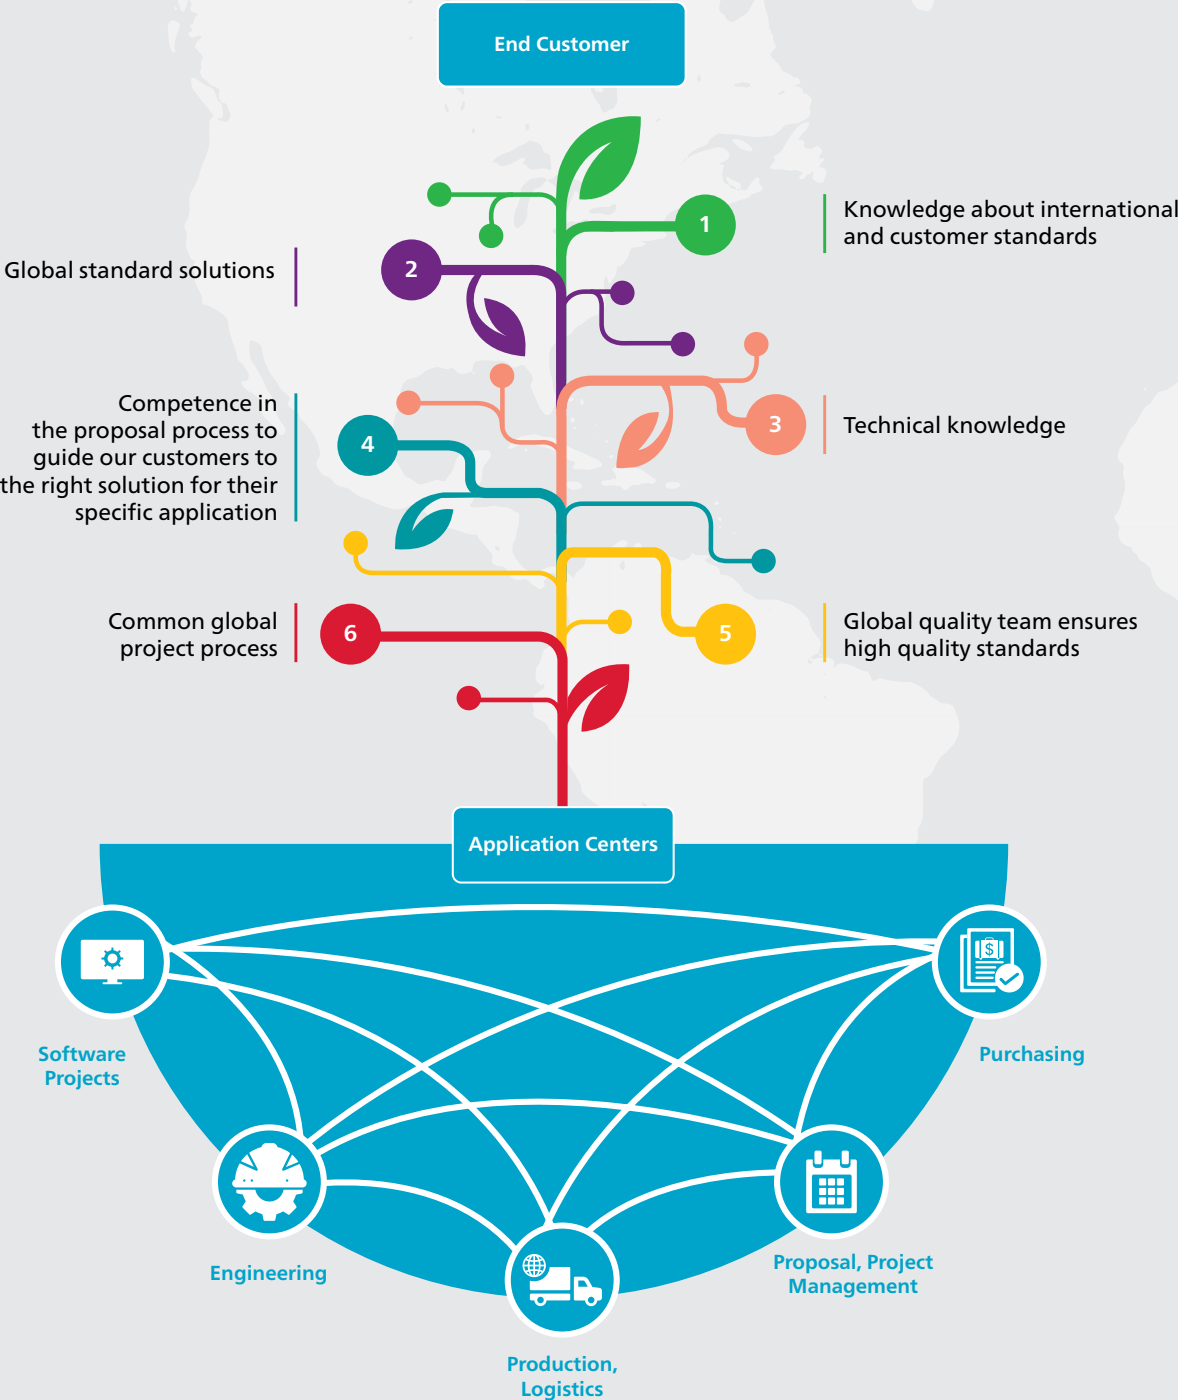 End Customer
1
Knowledge about international
and customer standards
2
Global standard solutions
3
Technical knowledge
4
Competence in
the proposal process to
guide our customers to
the right solution for their
specific application
5
Global quality team ensures
high quality standards
6
Common global
project process
Application Centers
$
Software
Projects
Purchasing
Engineering
Proposal, Project
Management
Production,
Logistics